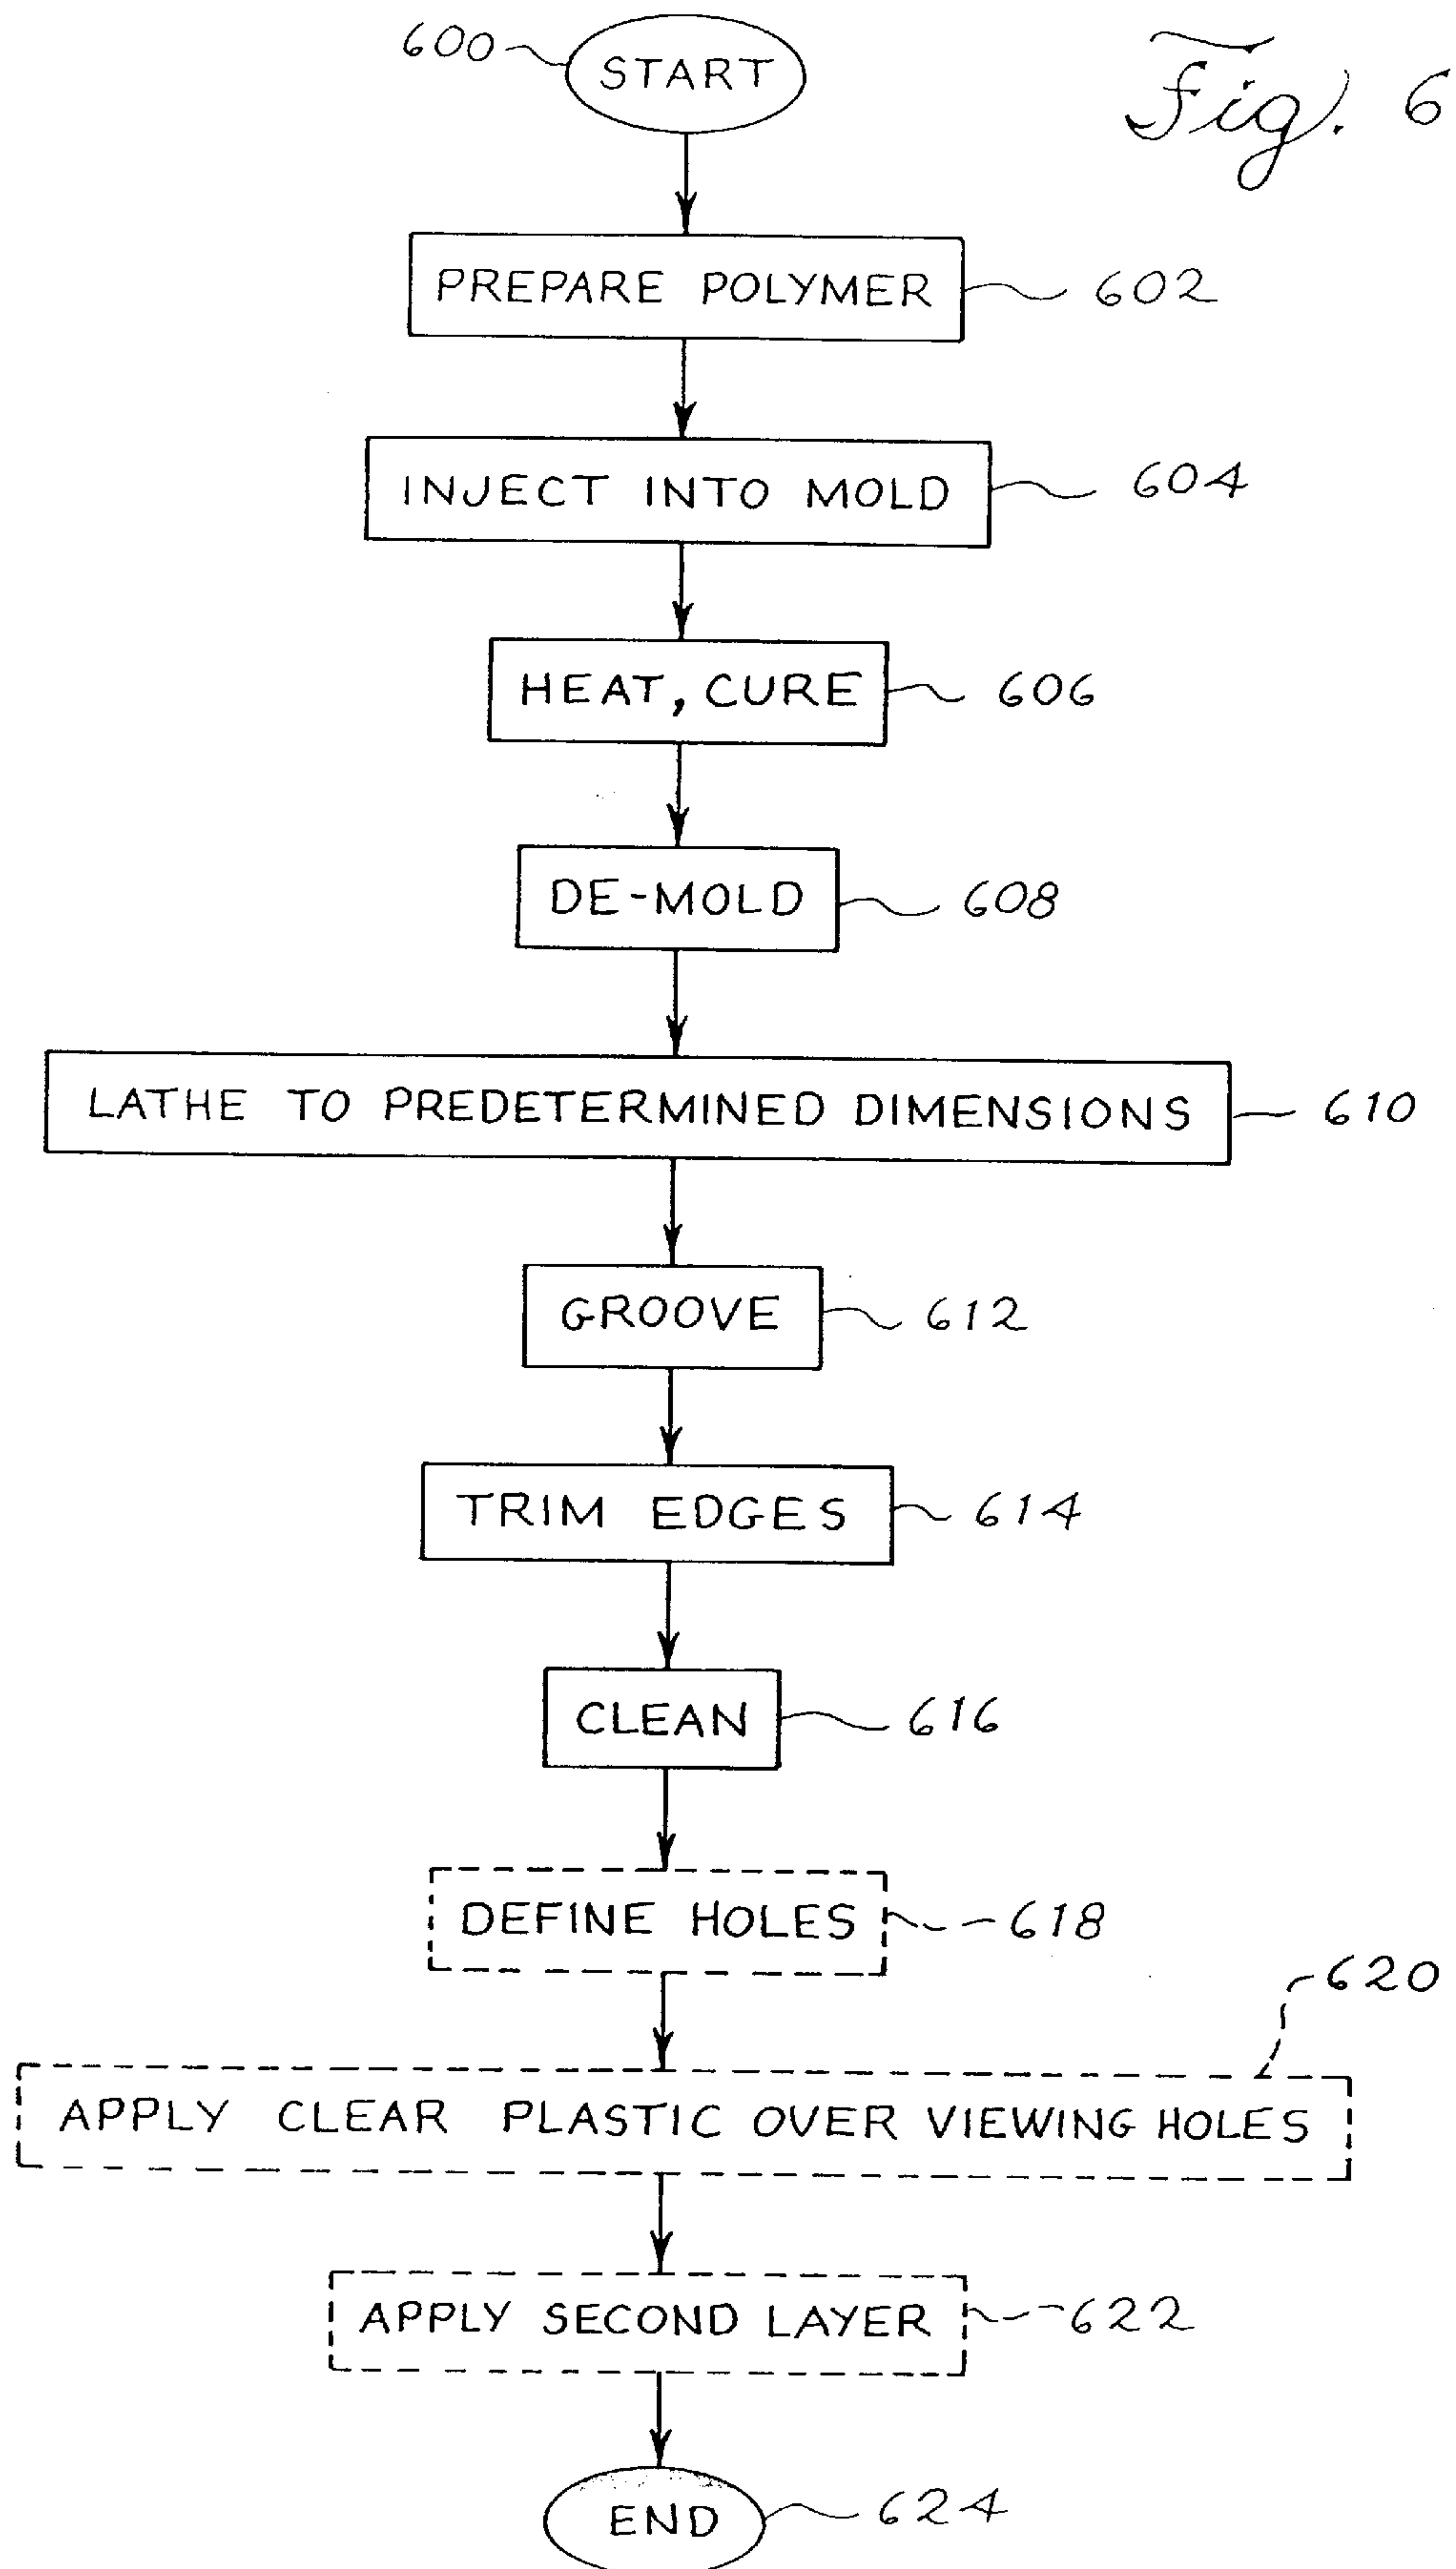 600 START
Fig. 6
PREPARE POLYMER 602
INJECT INTO MOLD 604
HEAT, CURE 606
DE-MOLD 608
LATHE TO PREDETERMINED DIMENSIONS 610
GROOVE 612
TRIM EDGES 614
CLEAN 616
DEFINE HOLES 618
620
APPLY CLEAR PLASTIC OVER VIEWING HOLES
APPLY SECOND LAYER 622
END 624